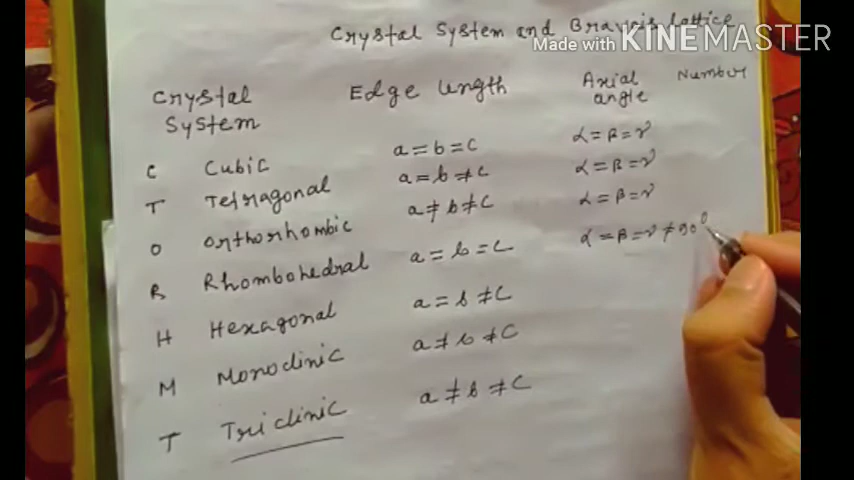 Crystal System and Bravais lattice
Made with KINEMASTER
Crystal System Edge length Axial angle Number
C Cubic a = b = c α = β = γ
T Tetragonal a = b ≠ c α = β = γ
O Orthorhombic a ≠ b ≠ c α = β = γ
R Rhombohedral a = b = c α = β = γ ≠ 90°
H Hexagonal a = b ≠ c
M Monoclinic a ≠ b ≠ c
T Triclinic a ≠ b ≠ c